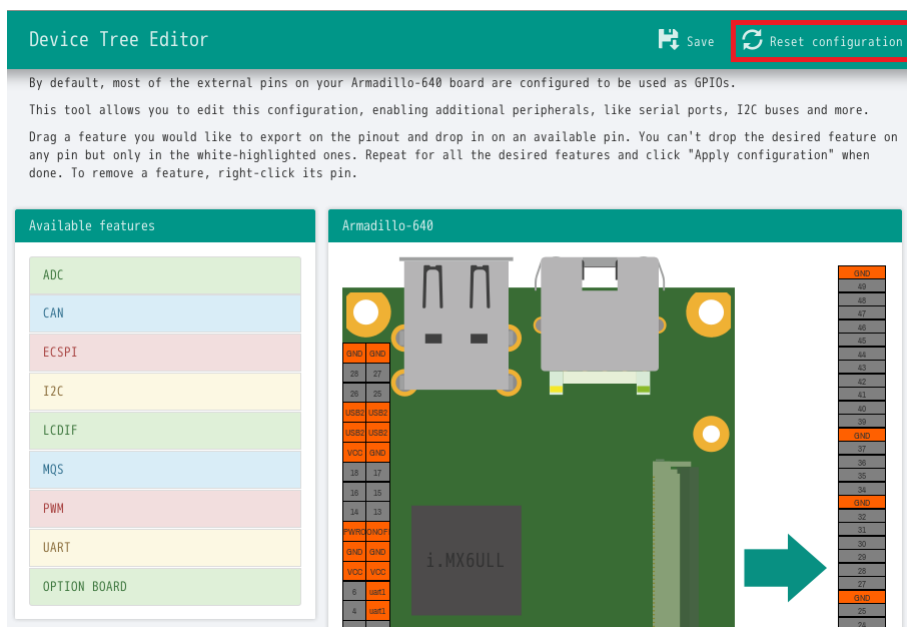 Device Tree Editor
Save
Reset configuration
By default, most of the external pins on your Armadillo-640 board are configured to be used as GPIOs.
This tool allows you to edit this configuration, enabling additional peripherals, like serial ports, I2C buses and more.
Drag a feature you would like to export on the pinout and drop in on an available pin. You can't drop the desired feature on
any pin but only in the white-highlighted ones. Repeat for all the desired features and click "Apply configuration" when
done. To remove a feature, right-click its pin.
Available features
ADC
CAN
ECSPI
I2C
LCDIF
MQS
PWM
UART
OPTION BOARD
Armadillo-640
GND GND
28 27
26 25
USB2 USB2
USB2 USB2
VCC GND
18 17
16 15
14 13
PWRO ONOF
GND GND
VCC VCC
6 uart1
4 uart1
i.MX6ULL
GND
49
48
47
46
45
44
43
42
41
40
39
GND
37
36
35
34
GND
32
31
30
29
28
27
GND
25
24